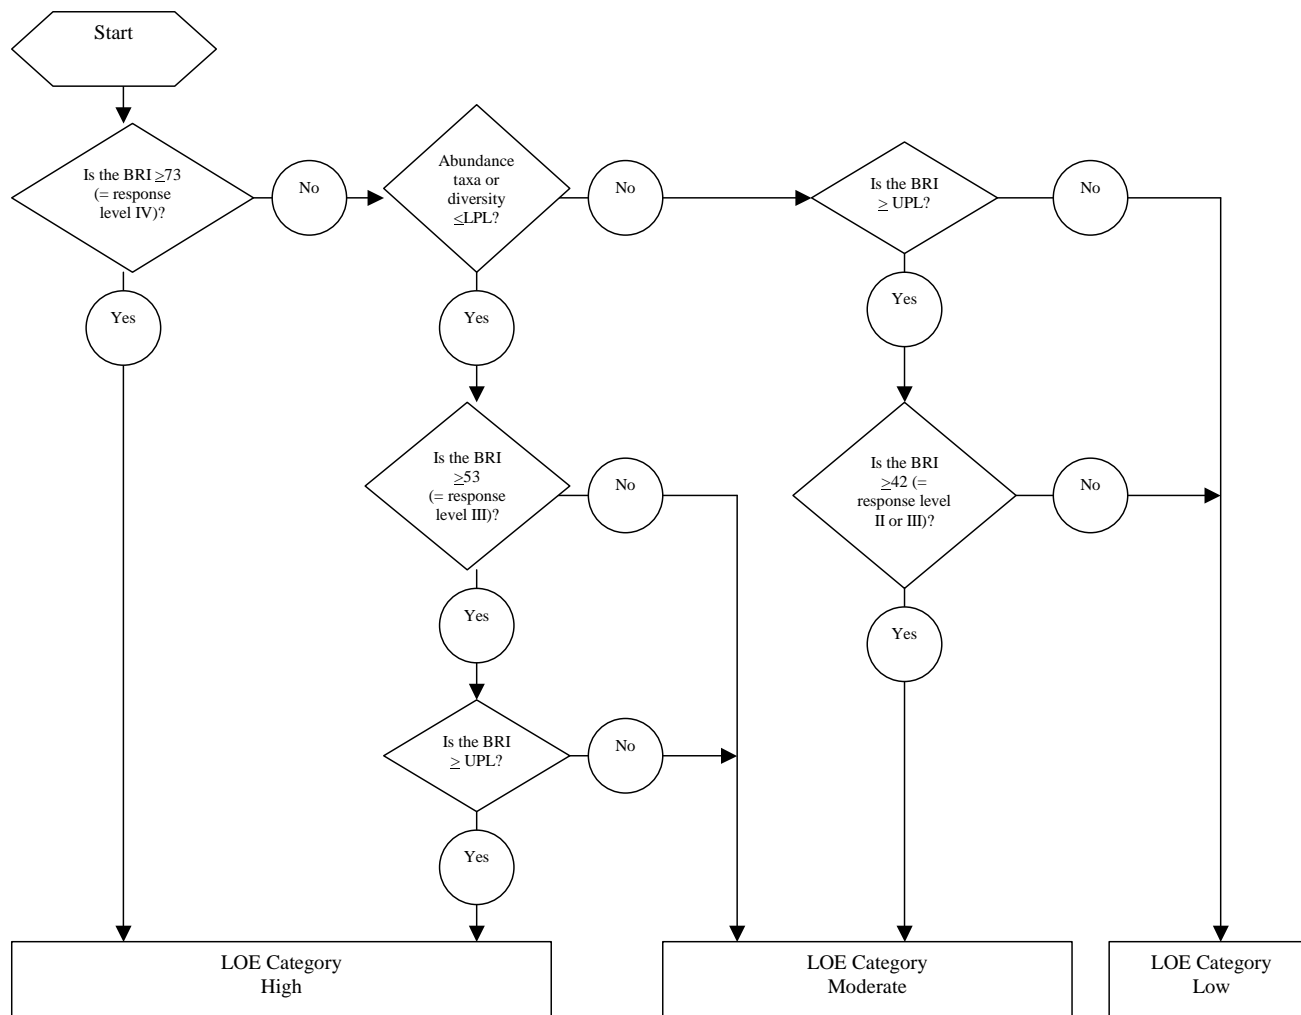 Start
Is the BRI ≥73
(= response
level IV)?
No
Abundance
taxa or
diversity
≤LPL?
No
Is the BRI
≥ UPL?
No
Yes
Yes
Yes
Is the BRI
≥53
(= response
level III)?
No
Is the BRI
≥42 (=
response level
II or III)?
No
Yes
Yes
Is the BRI
≥ UPL?
No
Yes
LOE Category
High
LOE Category
Moderate
LOE Category
Low